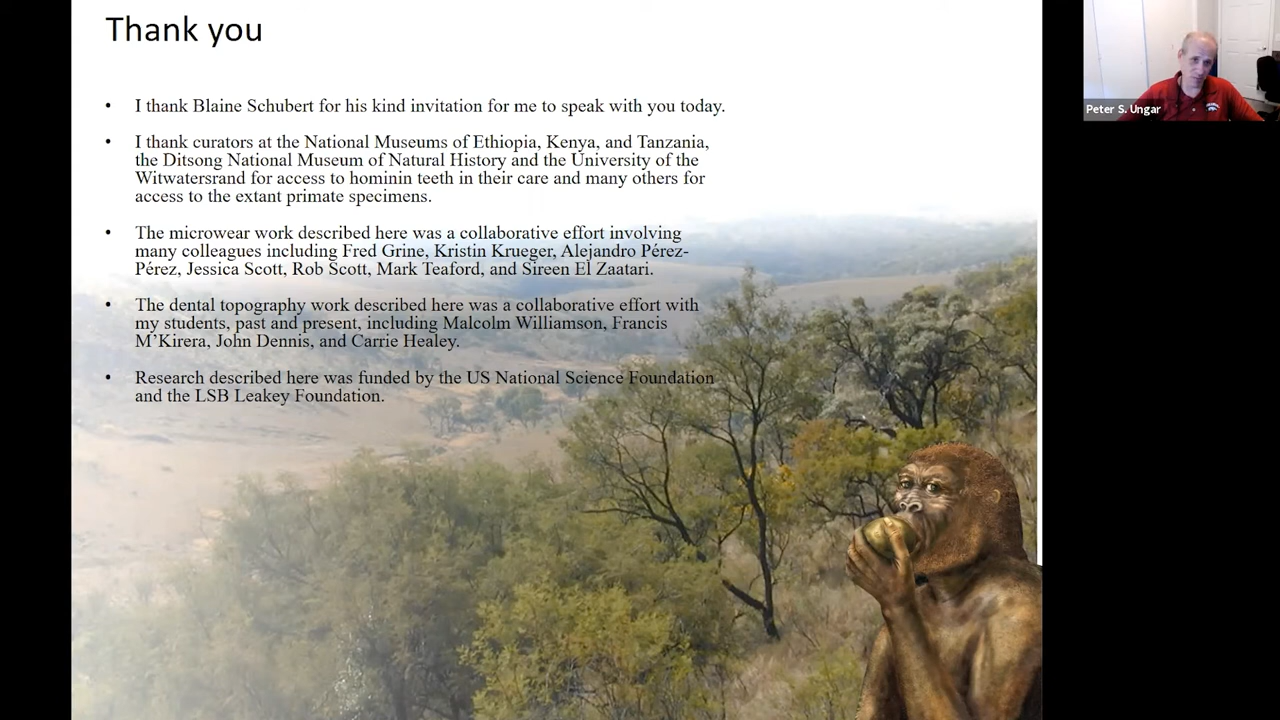 Thank you
• I thank Blaine Schubert for his kind invitation for me to speak with you today.
• I thank curators at the National Museums of Ethiopia, Kenya, and Tanzania,
the Ditsong National Museum of Natural History and the University of the
Witwatersrand for access to hominin teeth in their care and many others for
access to the extant primate specimens.
• The microwear work described here was a collaborative effort involving
many colleagues including Fred Grine, Kristin Krueger, Alejandro Pérez-
Pérez, Jessica Scott, Rob Scott, Mark Teaford, and Sireen El Zaatari.
• The dental topography work described here was a collaborative effort with
my students, past and present, including Malcolm Williamson, Francis
M’Kirera, John Dennis, and Carrie Healey.
• Research described here was funded by the US National Science Foundation
and the LSB Leakey Foundation.
Peter S. Ungar